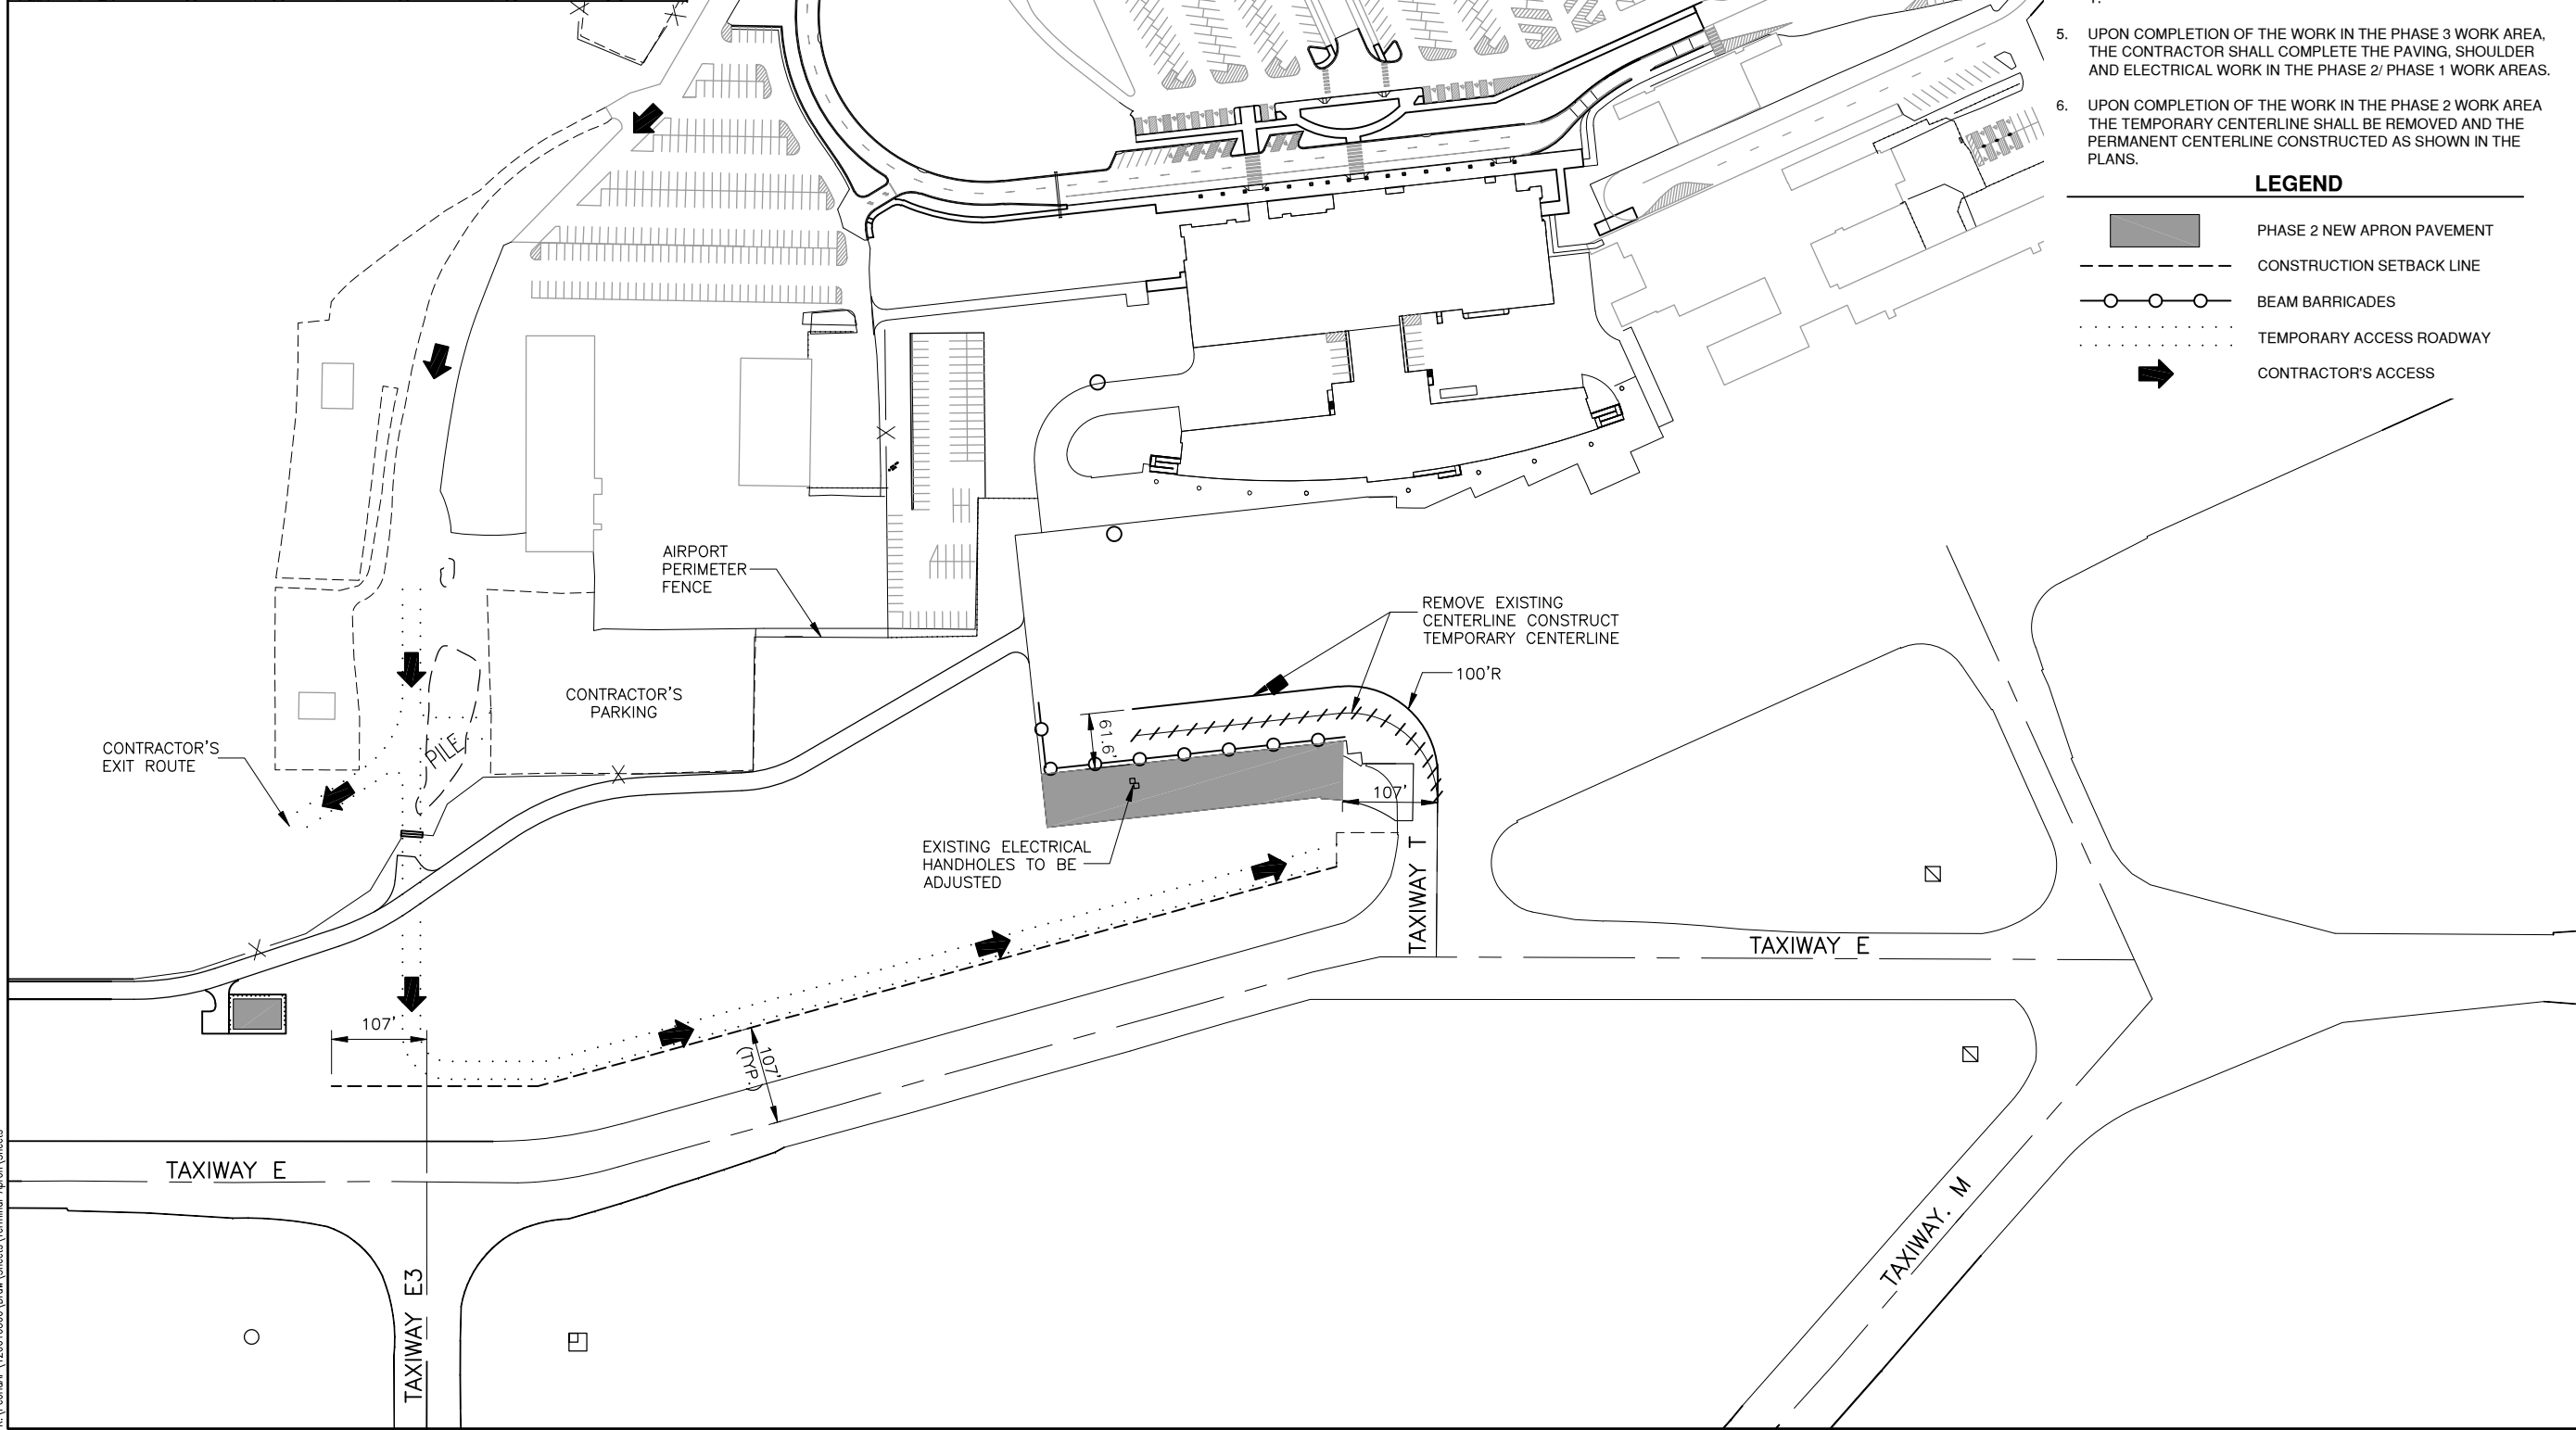 5. UPON COMPLETION OF THE WORK IN THE PHASE 3 WORK AREA,
THE CONTRACTOR SHALL COMPLETE THE PAVING, SHOULDER
AND ELECTRICAL WORK IN THE PHASE 2/ PHASE 1 WORK AREAS.
6. UPON COMPLETION OF THE WORK IN THE PHASE 2 WORK AREA
THE TEMPORARY CENTERLINE SHALL BE REMOVED AND THE
PERMANENT CENTERLINE CONSTRUCTED AS SHOWN IN THE
PLANS.
LEGEND
PHASE 2 NEW APRON PAVEMENT
CONSTRUCTION SETBACK LINE
BEAM BARRICADES
TEMPORARY ACCESS ROADWAY
CONTRACTOR'S ACCESS
AIRPORT
PERIMETER
FENCE
REMOVE EXISTING
CENTERLINE CONSTRUCT
TEMPORARY CENTERLINE
100'R
CONTRACTOR'S
PARKING
61.6'
PILE
CONTRACTOR'S
EXIT ROUTE
107'
EXISTING ELECTRICAL
HANDHOLES TO BE
ADJUSTED
TAXIWAY T
TAXIWAY E
107'
107'
(TYP.)
TAXIWAY E
TAXIWAY E3
TAXIWAY. M